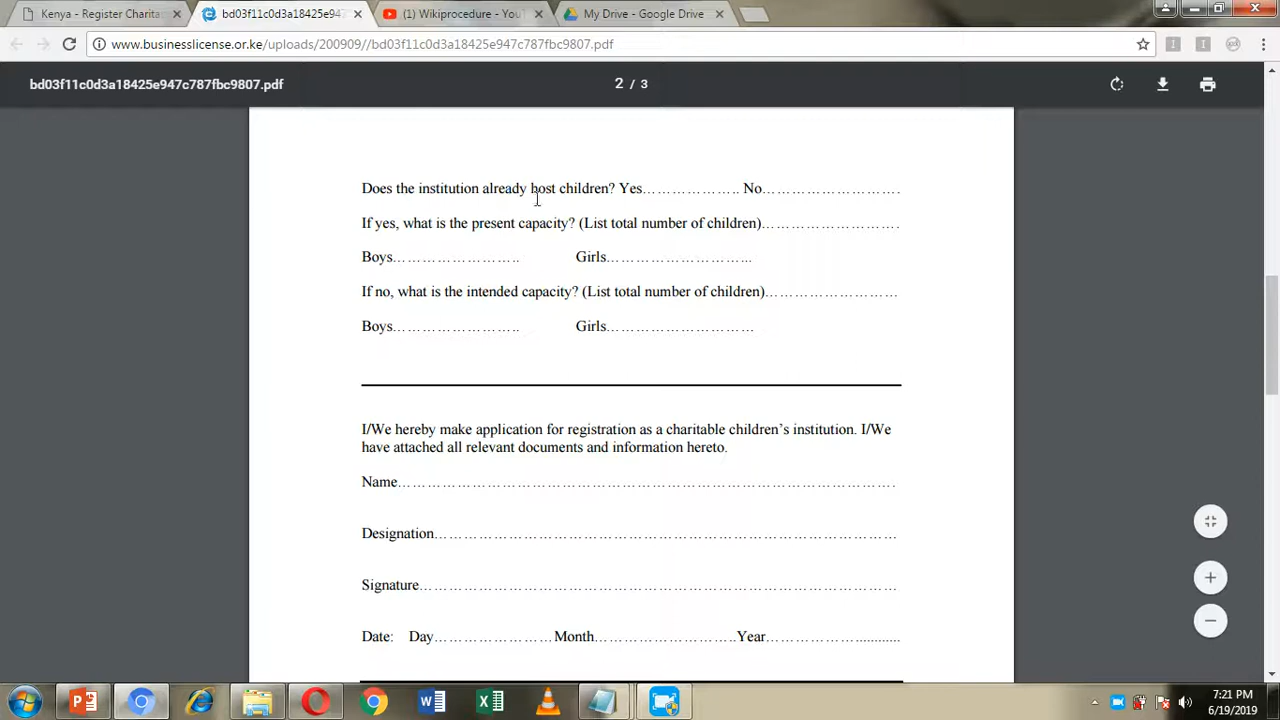 Kenya - Register Charita
bd03f11c0d3a18425e947
(1) Wikiprocedure - You
My Drive - Google Drive
www.businesslicense.or.ke/uploads/200909//bd03f11c0d3a18425e947c787fbc9807.pdf
bd03f11c0d3a18425e947c787fbc9807.pdf
2 / 3
Does the institution already host children? Yes……………….. No……………………….
If yes, what is the present capacity? (List total number of children)……………………….
Boys…………………….. Girls………………………...
If no, what is the intended capacity? (List total number of children)………………………
Boys…………………….. Girls…………………………
I/We hereby make application for registration as a charitable children’s institution. I/We
have attached all relevant documents and information hereto.
Name……………………………………………………………………………………….
Designation…………………………………………………………………………………
Signature……………………………………………………………………………………
Date: Day……………………Month………………………..Year………………...........
7:21 PM
6/19/2019